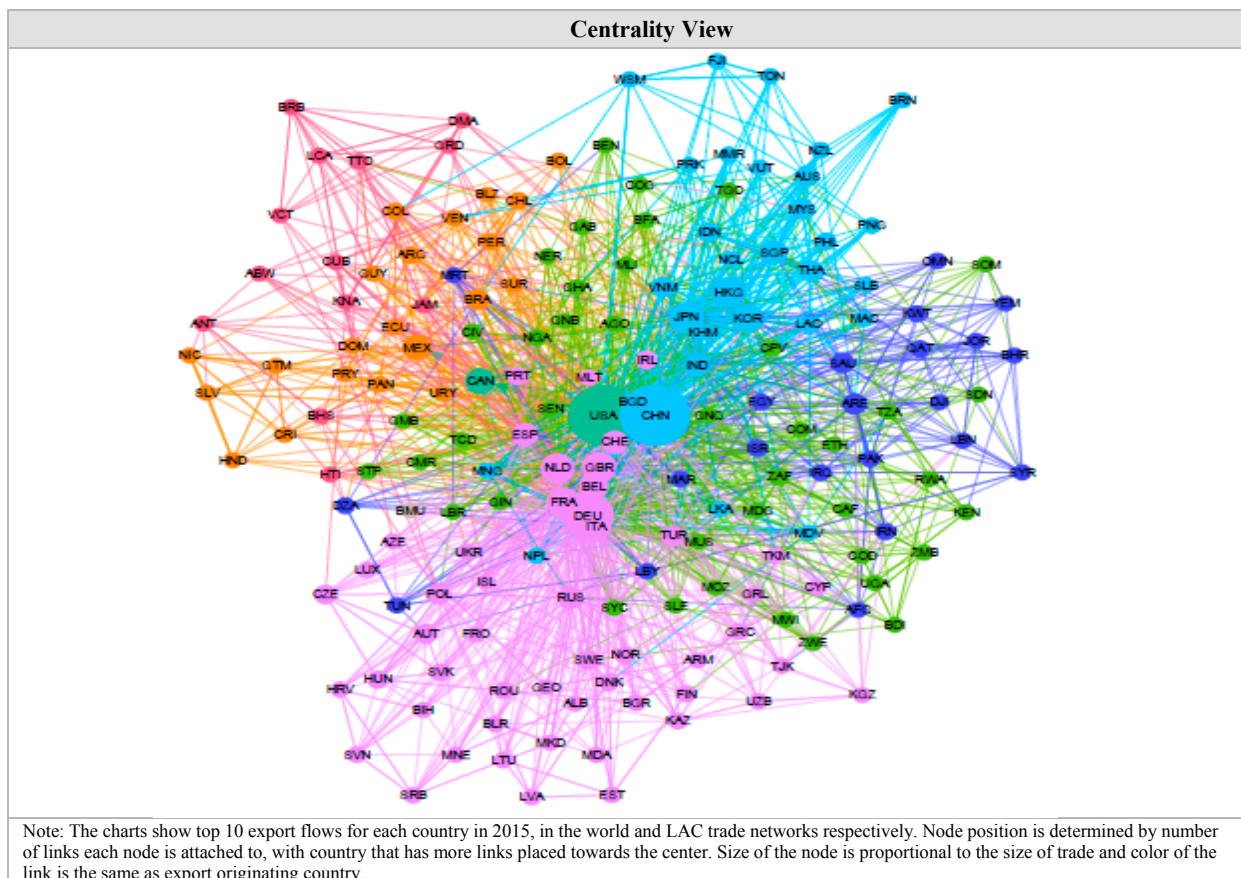 Centrality View
FJI
WSM
TON
BRN
BRB
DMA
GRD
NZL
BEN
LCA
TTO
MMR
BOL
PRK
VUT
AUS
COG
TGO
BLZ
CHL
MYS
VCT
COL
VEN
GAB
BFA
PNG
IDN
PER
PHL
ARG
NER
NCL
SGP
CUB
MLI
OMN
SOM
GUY
MRT
THA
ABW
SUR
GHA
VNM
SLB
HKG
KNA
JAM
BRA
YEM
KWT
JPN
KOR
LAO
MAC
ANT
ECU
CIV
GNB
AGO
KHM
NGA
JOR
DOM
MEX
CPV
QAT
BHR
NIC
IRL
GTM
PRY
PRT
IND
SAU
PAN
CAN
MLT
SLV
URY
SDN
BGD
EGY
ARE
DJI
SEN
USA
CHN
GNQ
TZA
BHS
GMB
CRI
TCD
ESP
CHE
COM
ETH
LBN
ISR
HND
CMR
PAK
NLD
GBR
HTI
STP
MNG
MAR
ZAF
IRQ
SYR
RWA
BEL
DZA
GIN
FRA
BMU
LBR
LKA
MDG
CAF
KEN
DEU
ITA
MDV
IRN
AZE
TUR
MUS
UKR
NPL
TKM
COD
ZMB
LUX
LBY
ISL
UGA
CZE
POL
MOZ
GRL
CYP
RUS
TUN
SYC
SLE
AFG
MWI
BDI
AUT
FRO
GRC
ZWE
NOR
SWE
ARM
TJK
SVK
HUN
DNK
HRV
ROU
GEO
FIN
KGZ
ALB
BGR
UZB
BIH
BLR
KAZ
MKD
SVN
MNE
LTU
MDA
SRB
LVA
EST
Note: The charts show top 10 export flows for each country in 2015, in the world and LAC trade networks respectively. Node position is determined by number
of links each node is attached to, with country that has more links placed towards the center. Size of the node is proportional to the size of trade and color of the
link is the same as export originating country